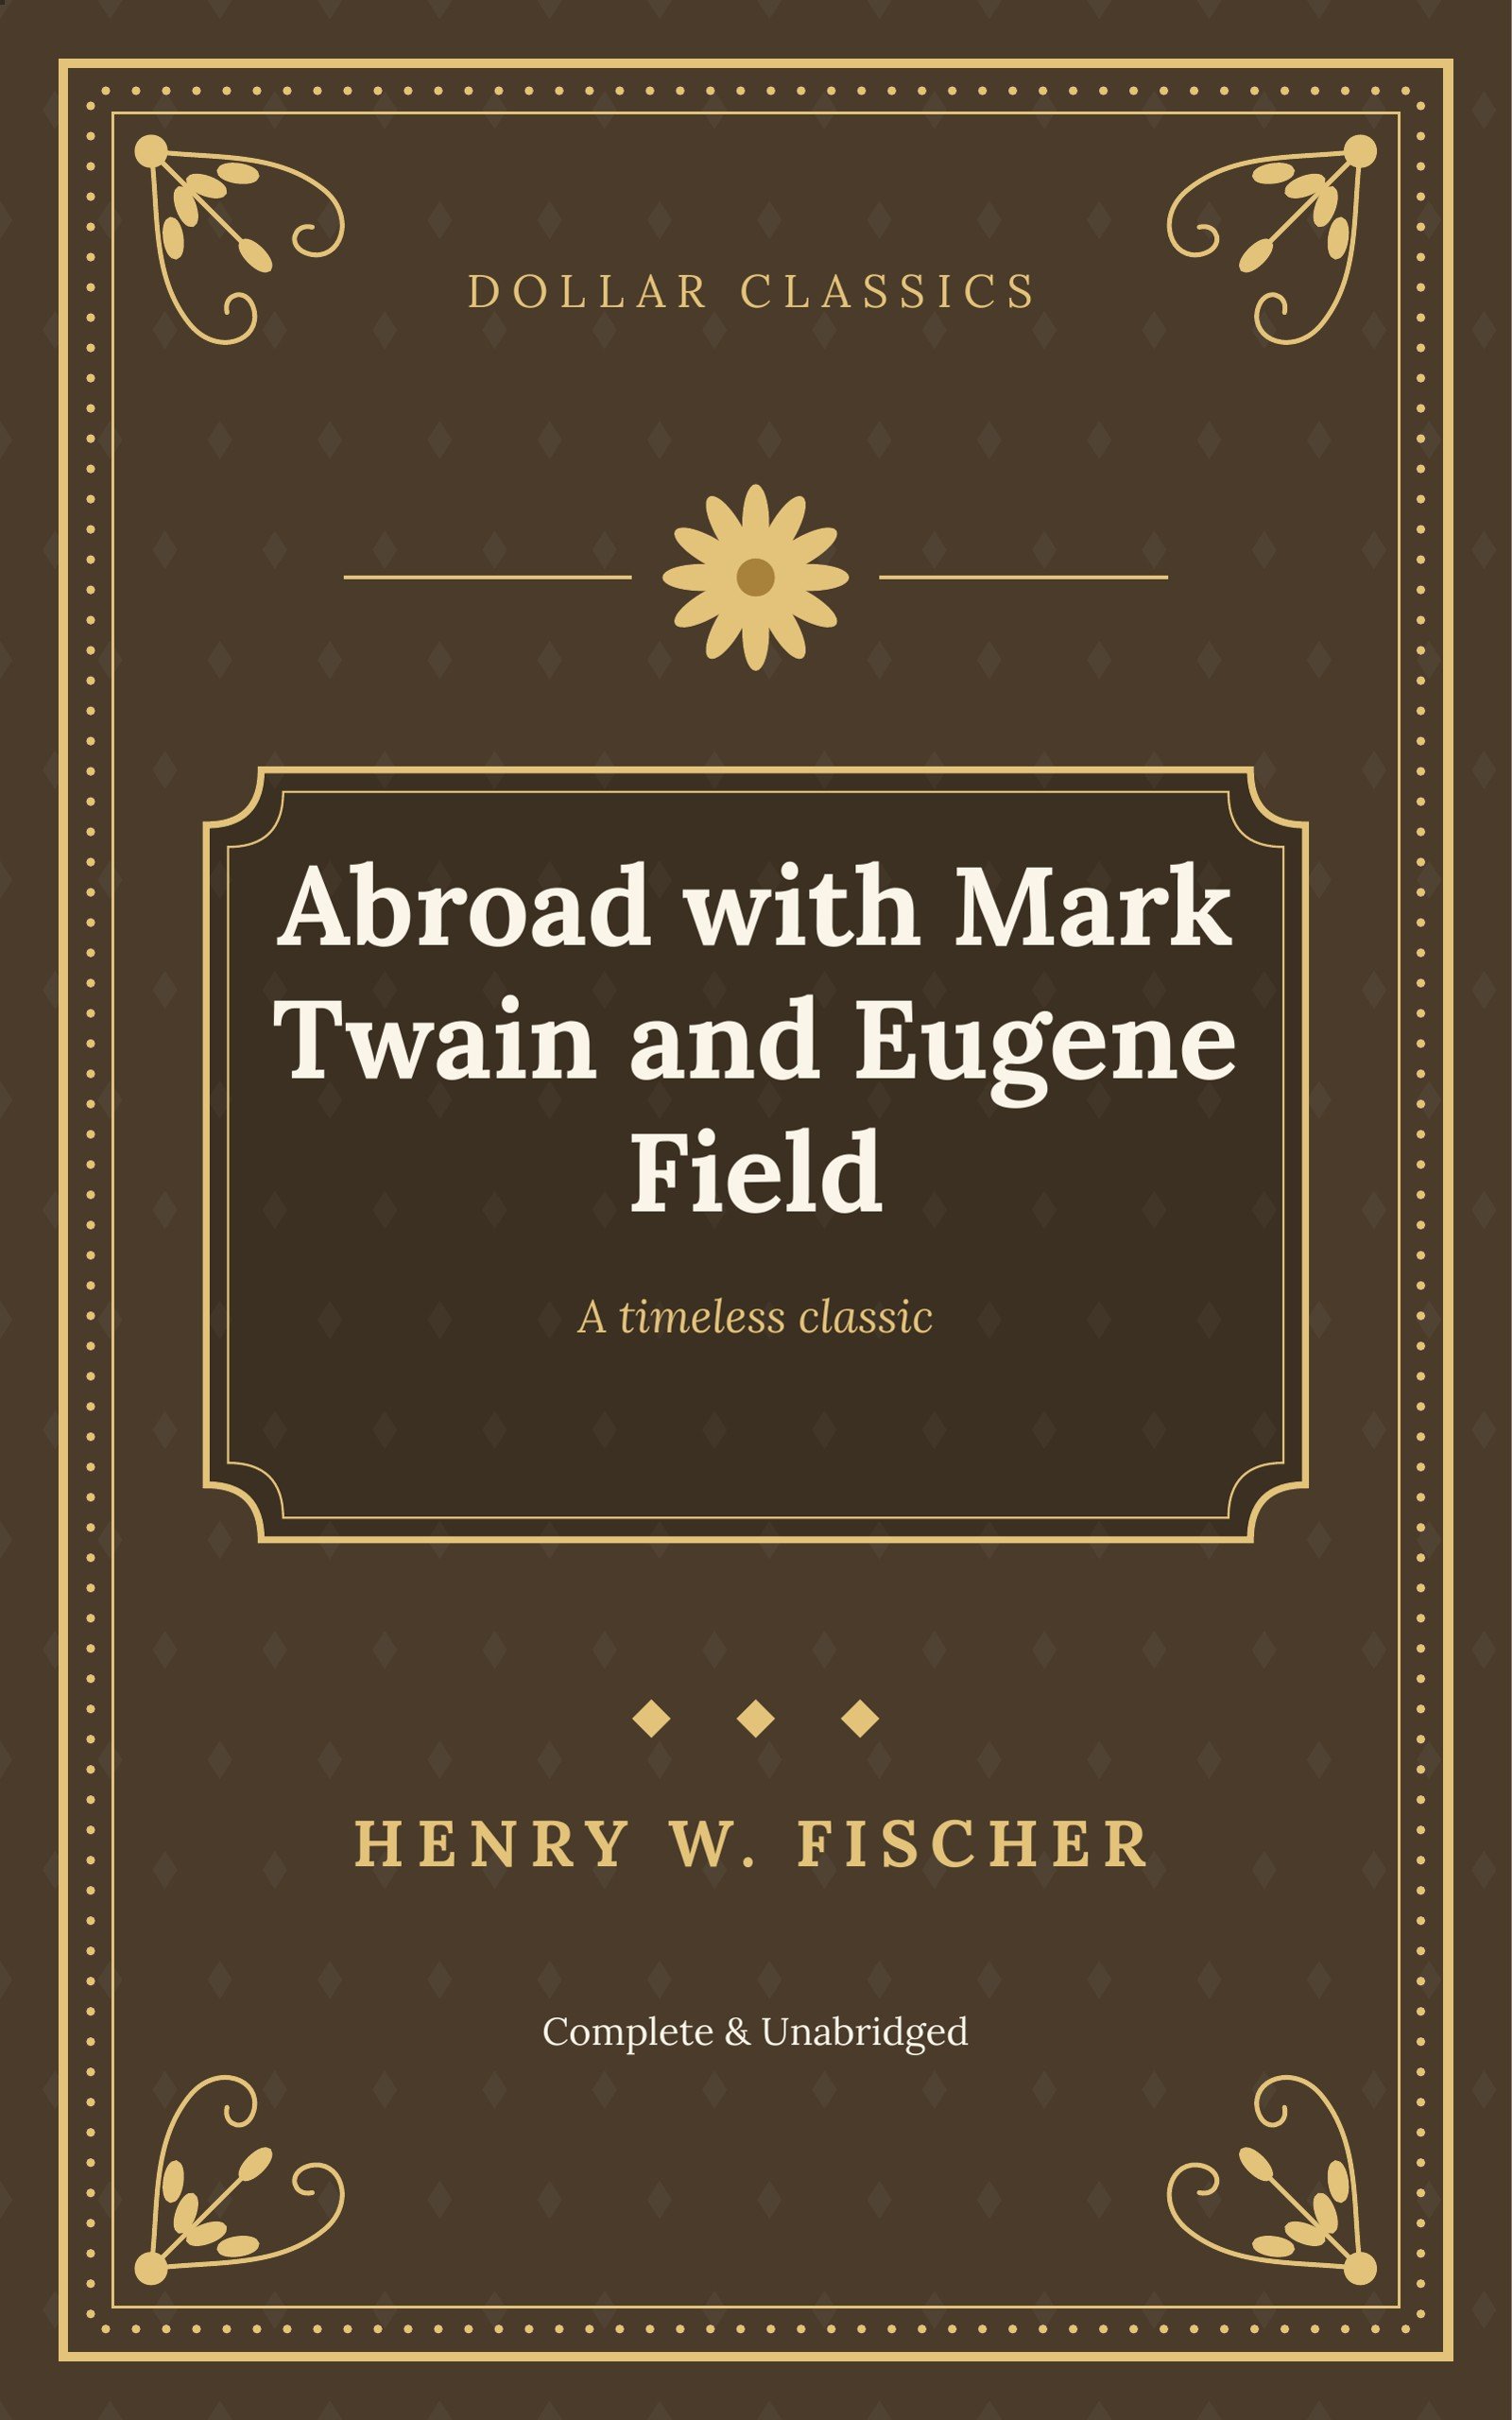 DOLLAR CLASSICS
Abroad with Mark
Twain and Eugene
Field
A timeless classic
HENRY W. FISCHER
Complete & Unabridged